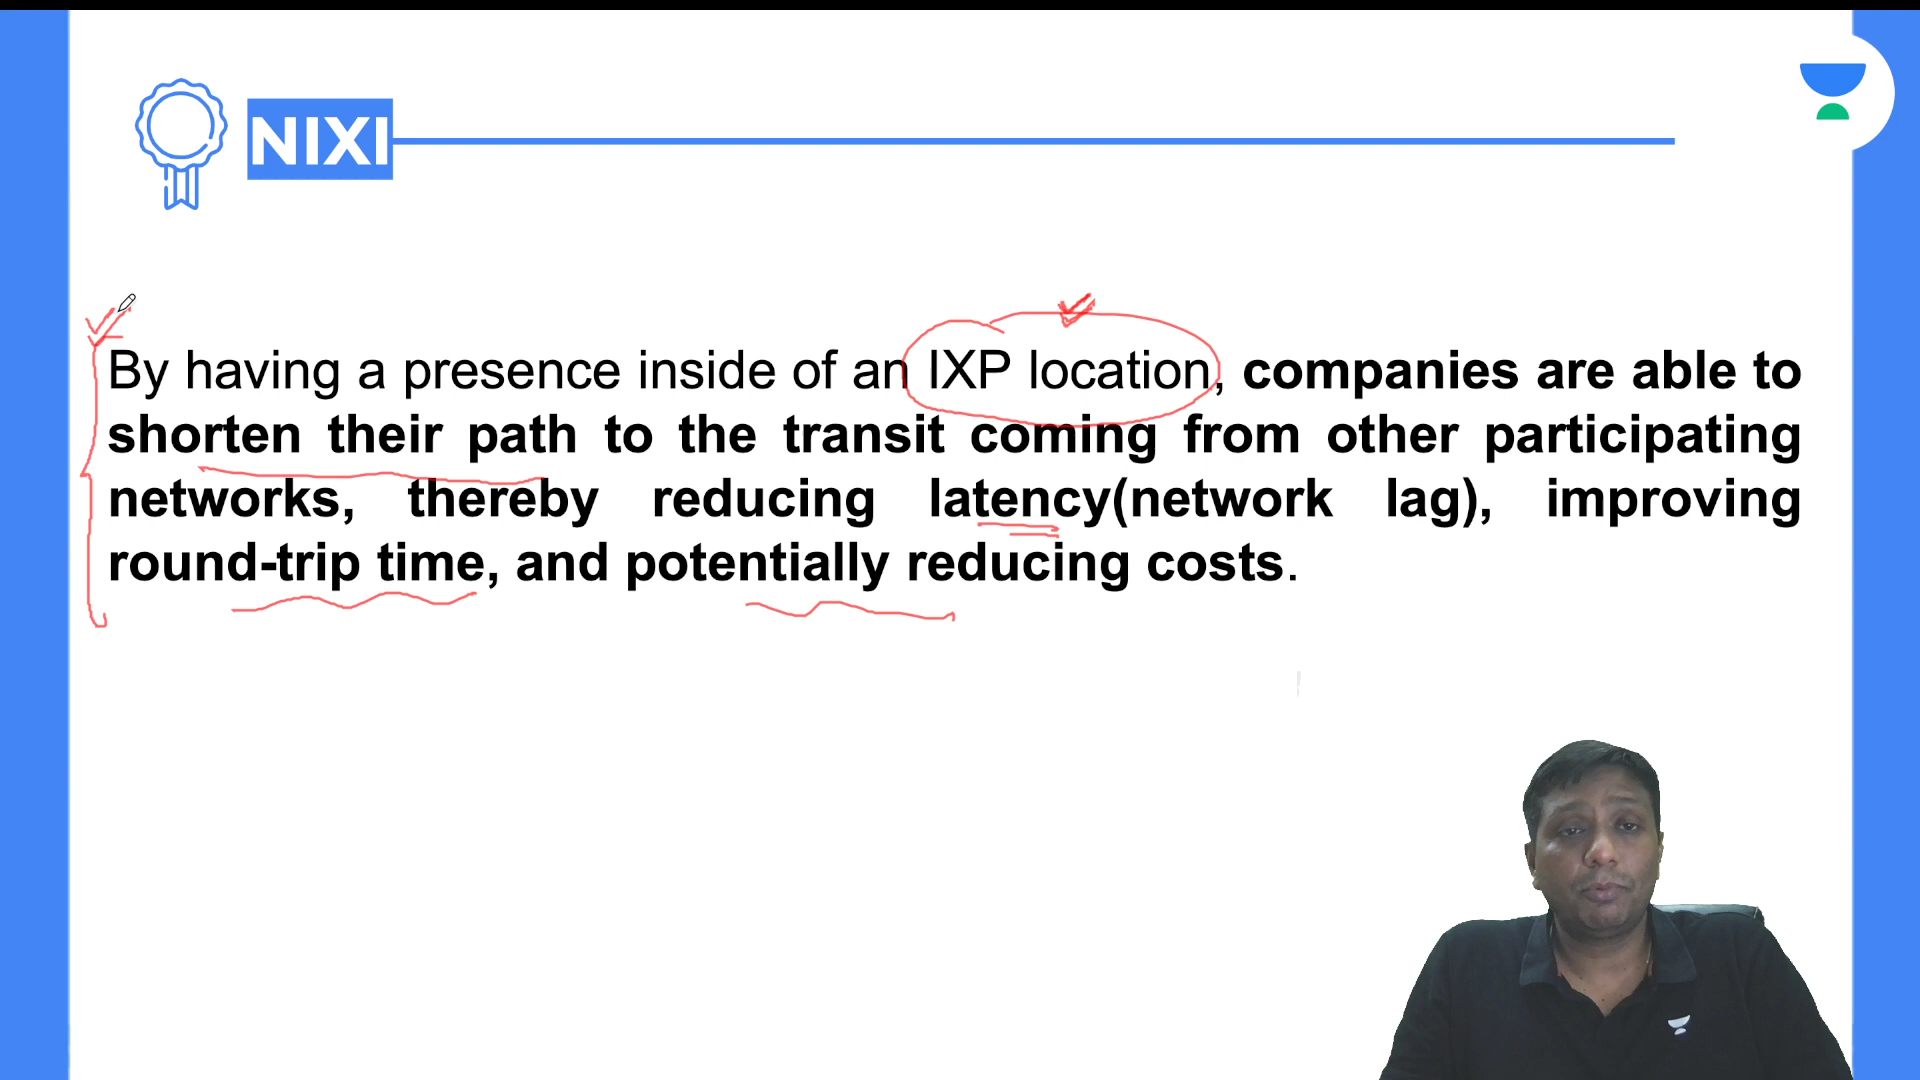 NIXI
By having a presence inside of an IXP location, companies are able to
shorten their path to the transit coming from other participating
networks, thereby reducing latency(network lag), improving
round-trip time, and potentially reducing costs.